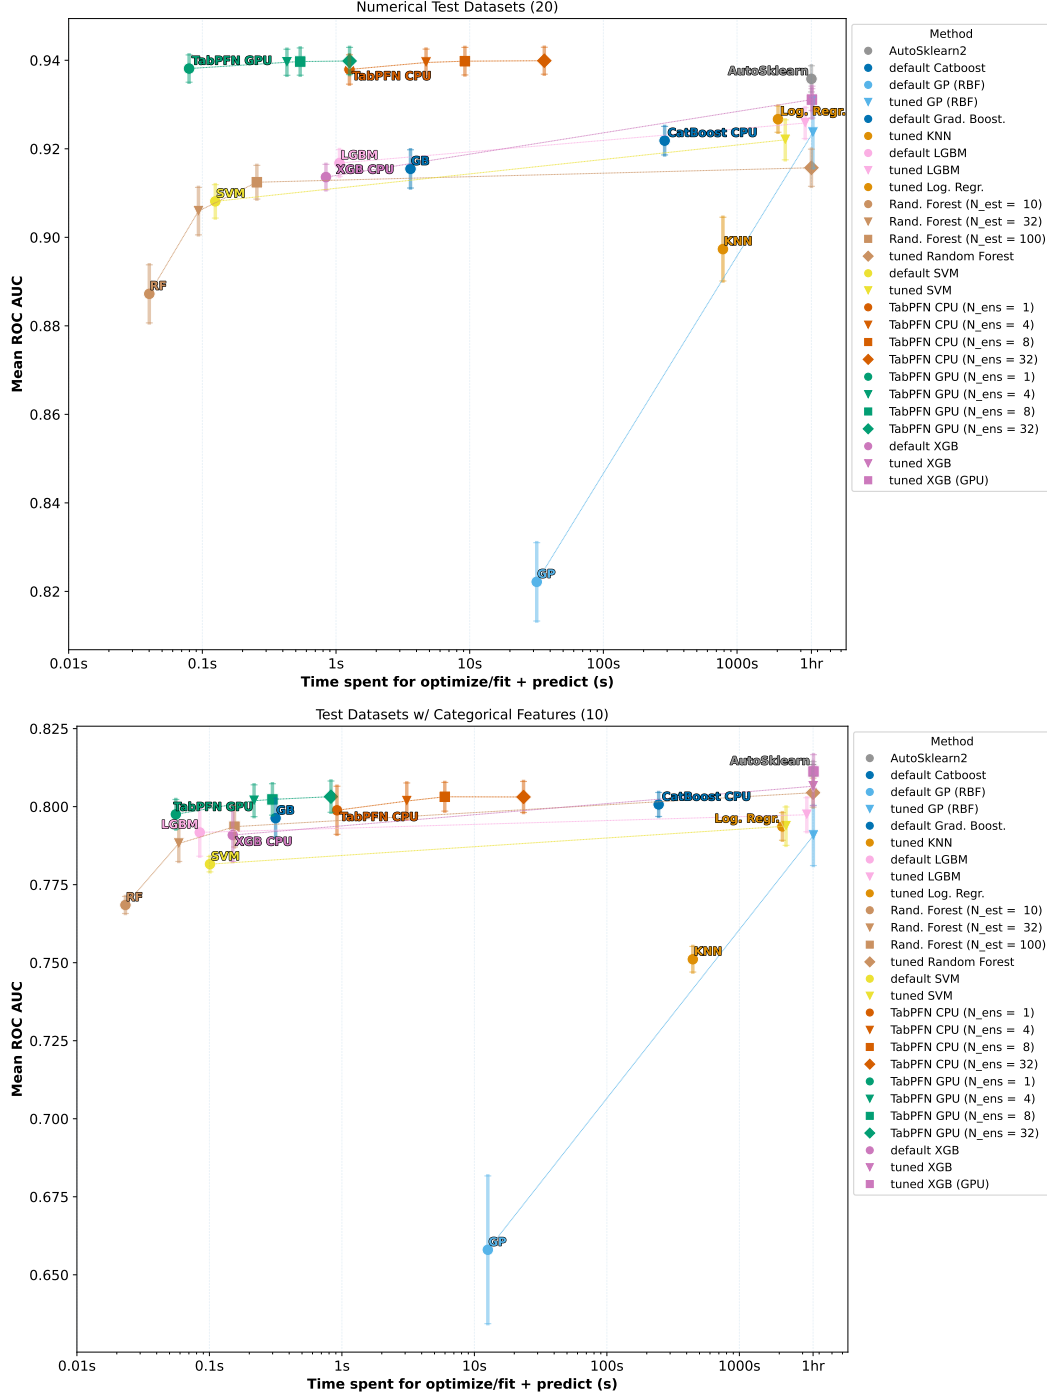 Numerical Test Datasets (20)
Mean ROC AUC
0.94
0.92
0.90
0.88
0.86
0.84
0.82
TabPFN GPU
TabPFN CPU
AutoSklearn
Log. Regr.
CatBoost CPU
LGBM
GB
XGB CPU
SVM
KNN
RF
GP
0.01s
0.1s
1s
10s
100s
1000s
1hr
Time spent for optimize/fit + predict (s)
Method
AutoSklearn2
default Catboost
default GP (RBF)
tuned GP (RBF)
default Grad. Boost.
tuned KNN
default LGBM
tuned LGBM
tuned Log. Regr.
Rand. Forest (N_est =  10)
Rand. Forest (N_est =  32)
Rand. Forest (N_est = 100)
tuned Random Forest
default SVM
tuned SVM
TabPFN CPU (N_ens =  1)
TabPFN CPU (N_ens =  4)
TabPFN CPU (N_ens =  8)
TabPFN CPU (N_ens = 32)
TabPFN GPU (N_ens =  1)
TabPFN GPU (N_ens =  4)
TabPFN GPU (N_ens =  8)
TabPFN GPU (N_ens = 32)
default XGB
tuned XGB
tuned XGB (GPU)
Test Datasets w/ Categorical Features (10)
Mean ROC AUC
0.825
0.800
0.775
0.750
0.725
0.700
0.675
0.650
AutoSklearn
CatBoost CPU
TabPFN GPU
GB
TabPFN CPU
Log. Regr.
LGBM
XGB CPU
SVM
RF
KNN
GP
0.01s
0.1s
1s
10s
100s
1000s
1hr
Time spent for optimize/fit + predict (s)
Method
AutoSklearn2
default Catboost
default GP (RBF)
tuned GP (RBF)
default Grad. Boost.
tuned KNN
default LGBM
tuned LGBM
tuned Log. Regr.
Rand. Forest (N_est =  10)
Rand. Forest (N_est =  32)
Rand. Forest (N_est = 100)
tuned Random Forest
default SVM
tuned SVM
TabPFN CPU (N_ens =  1)
TabPFN CPU (N_ens =  4)
TabPFN CPU (N_ens =  8)
TabPFN CPU (N_ens = 32)
TabPFN GPU (N_ens =  1)
TabPFN GPU (N_ens =  4)
TabPFN GPU (N_ens =  8)
TabPFN GPU (N_ens = 32)
default XGB
tuned XGB
tuned XGB (GPU)